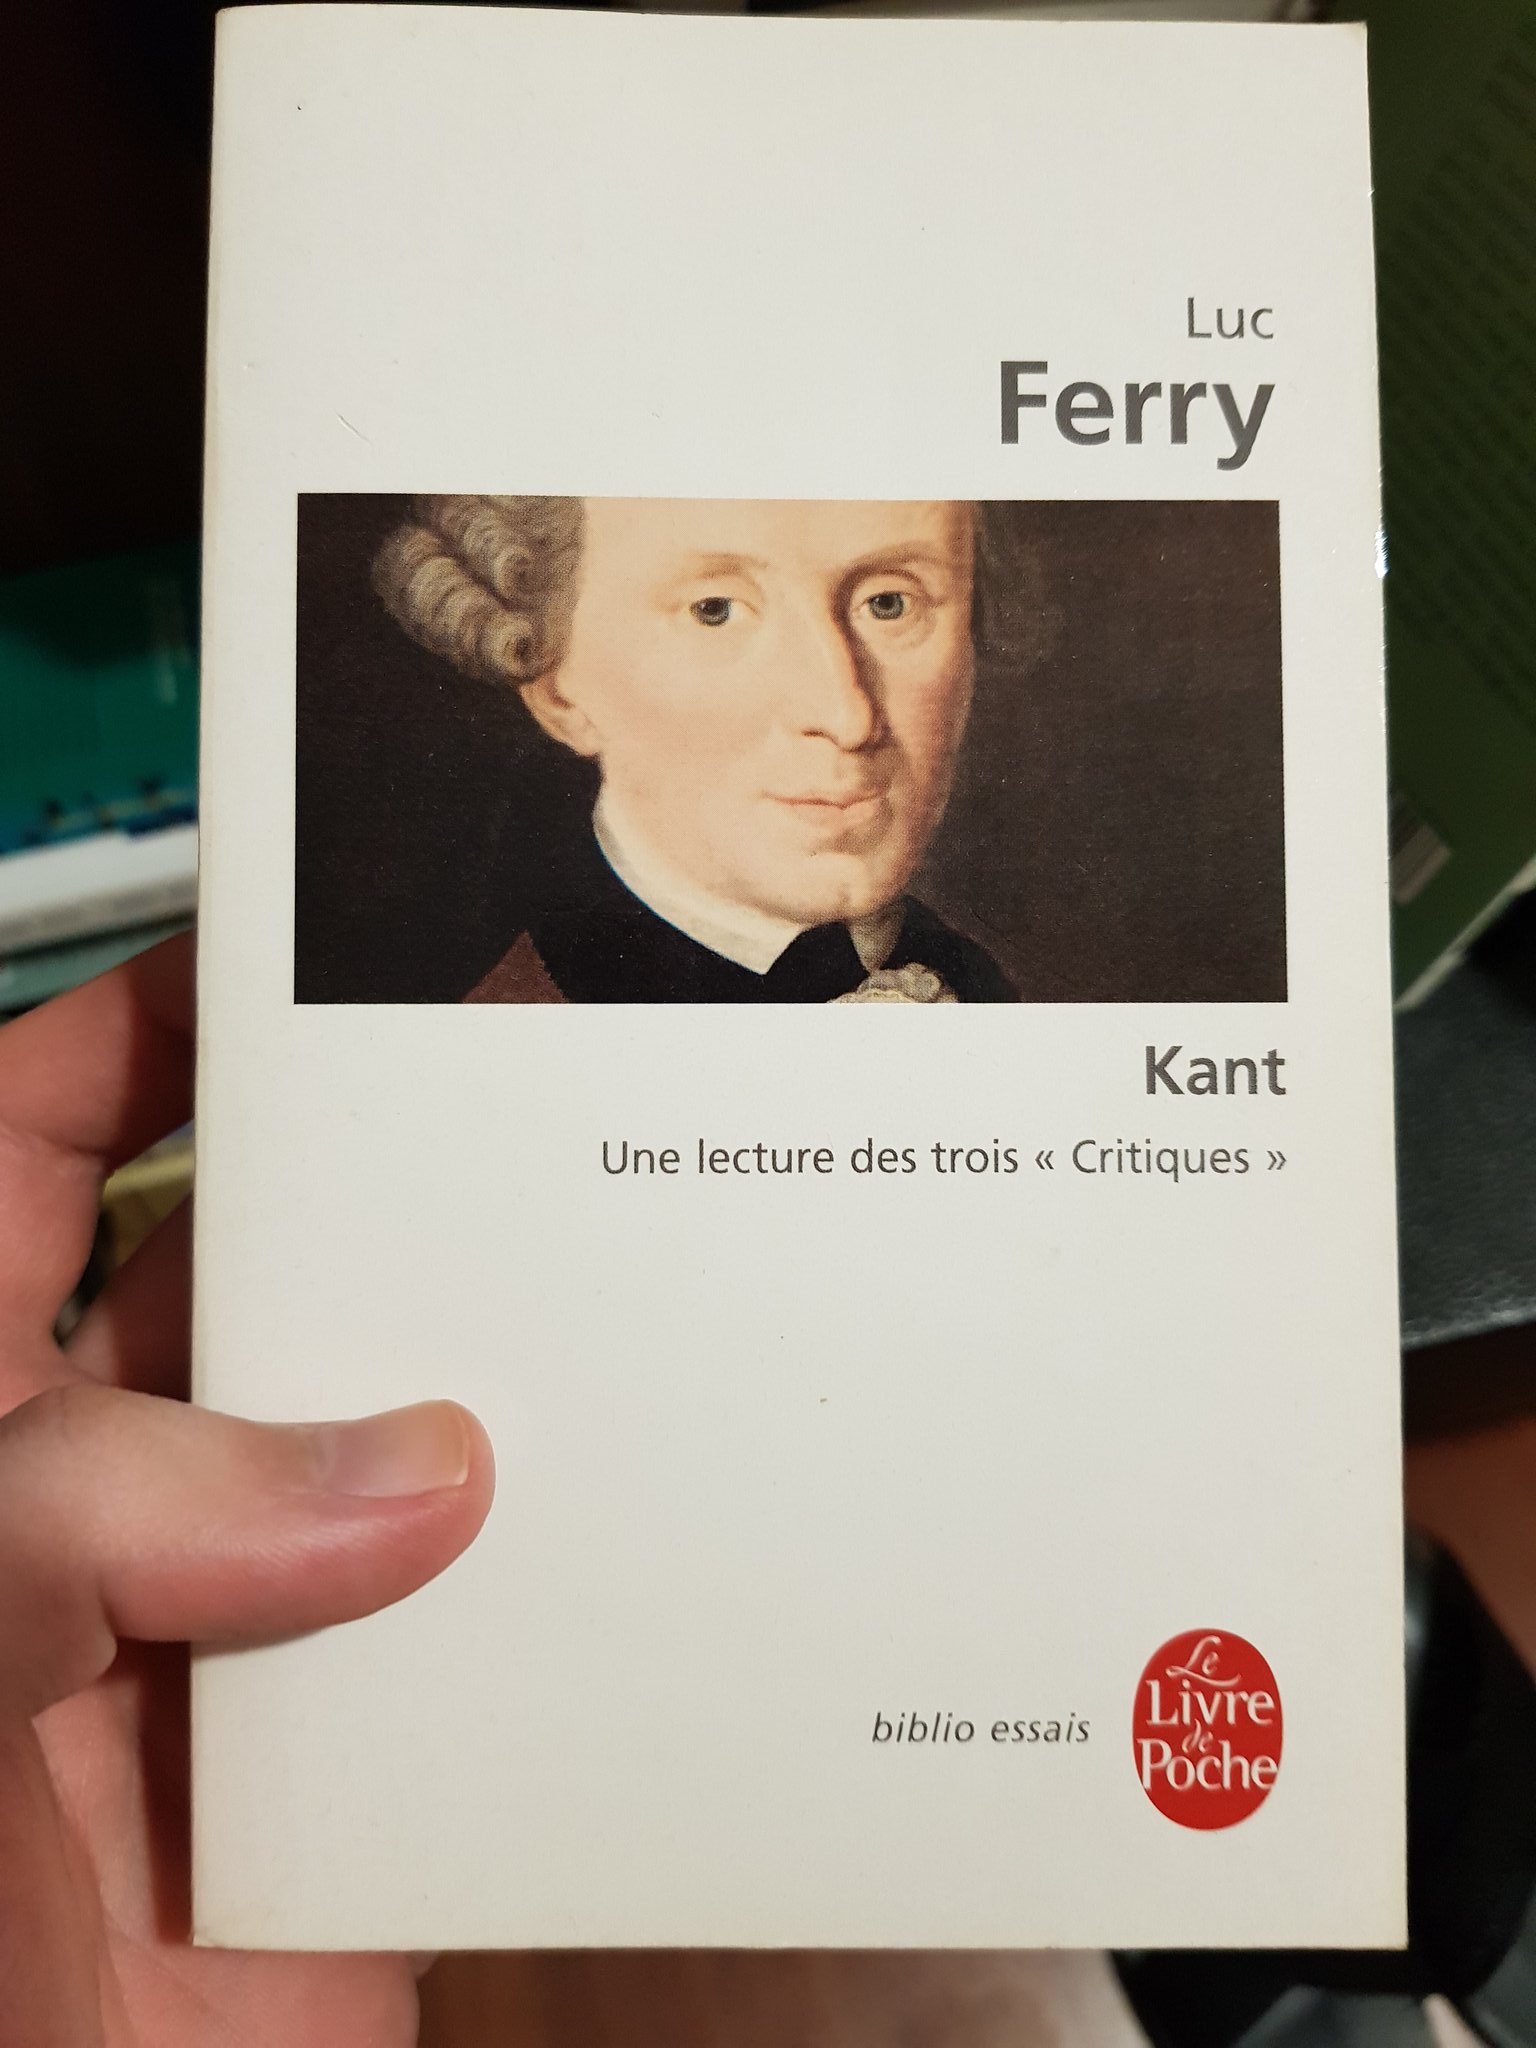 Luc
Ferry
Kant
Une lecture des trois « Critiques »
biblio essais
Le
Livre
de
Poche